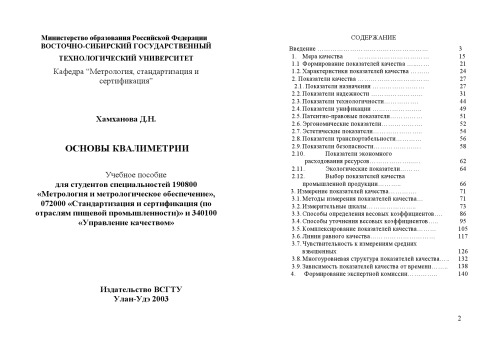 Министерство образования Российской Федерации
ВОСТОЧНО-СИБИРСКИЙ ГОСУДАРСТВЕННЫЙ
ТЕХНОЛОГИЧЕСКИЙ УНИВЕРСИТЕТ
Кафедра "Метрология, стандартизация и
сертификация"
Хамханова Д.Н.
ОСНОВЫ КВАЛИМЕТРИИ
Учебное пособие
для студентов специальностей 190800
«Метрология и метрологическое обеспечение»,
072000 «Стандартизация и сертификация (по
отраслям пищевой промышленности)» и 340100
«Управление качеством»
Издательство ВСГТУ
Улан-Удэ 2003
СОДЕРЖАНИЕ
Введение ………………………………………… 3
1. Мира качества ………………………… 15
1.1 Формирование показателей качества ………… 21
1.2. Характеристики показателей качества ……… 24
2. Показатели качества ………………………… 27
2.1. Показатели назначения ……………………… 27
2.2. Показатели надежности ……………………… 31
2.3. Показатели технологичности………………… 44
2.4. Показатели унификации ……………………… 49
2.5. Патентно-правовые показатели……………… 51
2.6. Эргономические показатели………………… 52
2.7. Эстетические показатели…………………… 54
2.8. Показатели транспортабельности…………… 56
2.9. Показатели безопасности …………………… 58
2.10. Показатели экономного
расходования ресурсов…………………… 62
2.11. Экологические показатели………… 64
2.12. Выбор показателей качества
промышленной продукции………… 66
3. Измерение показателей качества…………… 71
3.1. Методы измерения показателей качества… 71
3.2. Измерительные шкалы……………………… 73
3.3. Способы определения весовых коэффициентов…. 86
3.4. Способы уточнения весовых коэффициентов…… 95
3.5. Комплексирование показателей качества……… 105
3.6. Линия равного качества……………………… 117
3.7. Чувствительность к измерениям средних
взвешенных 126
3.8. Многоуровневая структура показателей качества….. 132
3.9. Зависимость показателей качества от времени…….. 138
4. Формирование экспертной комиссии………… 140
2